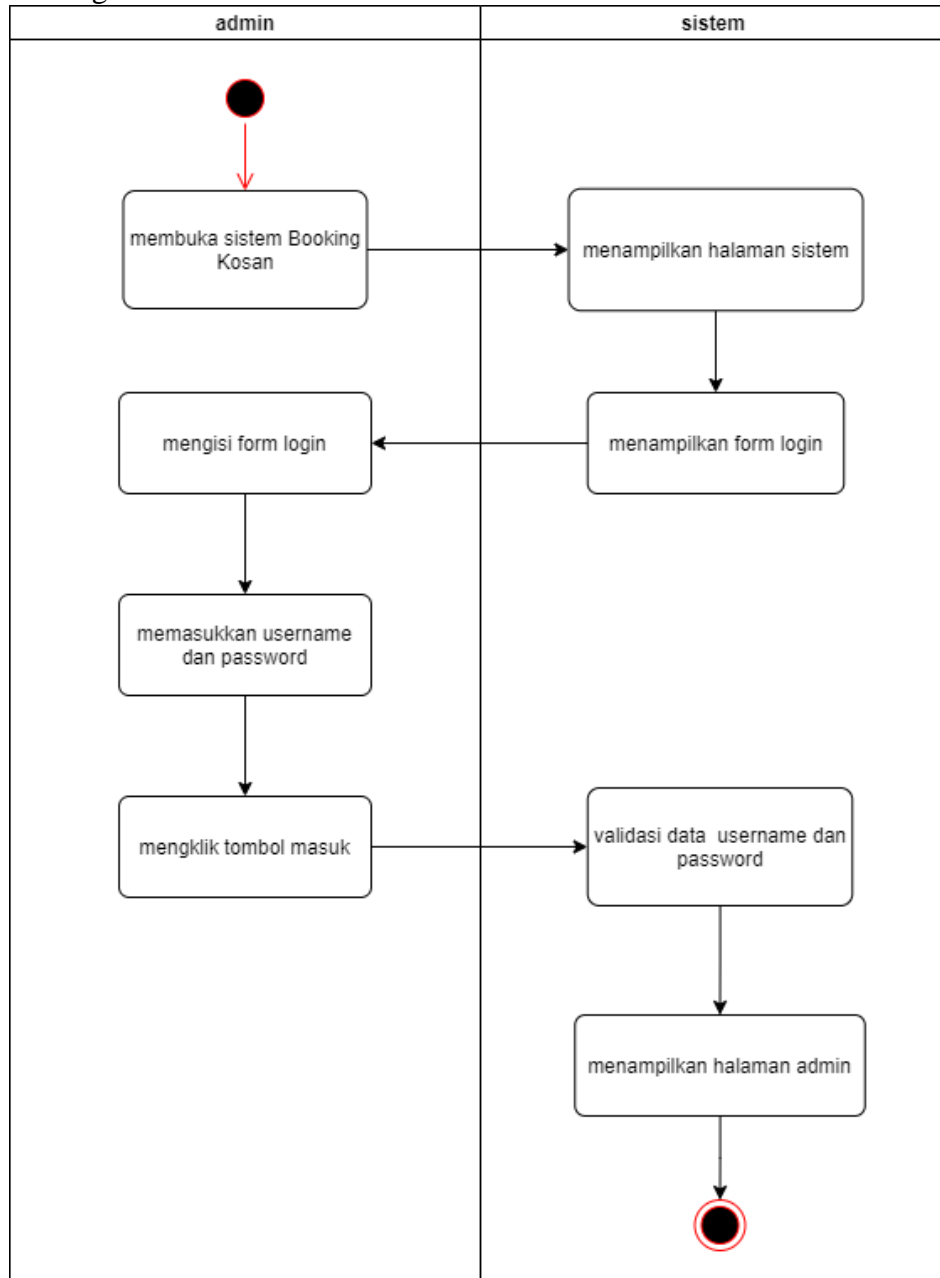 admin
sistem
membuka sistem Booking
Kosan
menampilkan halaman sistem
mengisi form login
menampilkan form login
memasukkan username
dan password
mengklik tombol masuk
validasi data username dan
password
menampilkan halaman admin